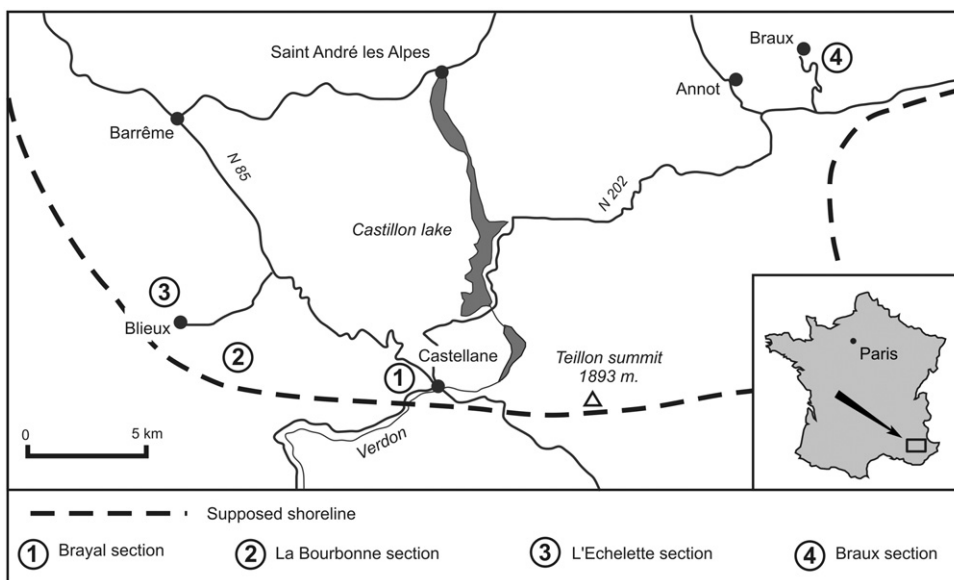 Saint André les Alpes
Braux
4
Annot
Barrême
N 85
N 202
Castillon lake
3
Blieux
2
1
Castellane
Teillon summit
1893 m.
Paris
0
5 km
Verdon
Supposed shoreline
1 Brayal section
2 La Bourbonne section
3 L'Echelette section
4 Braux section